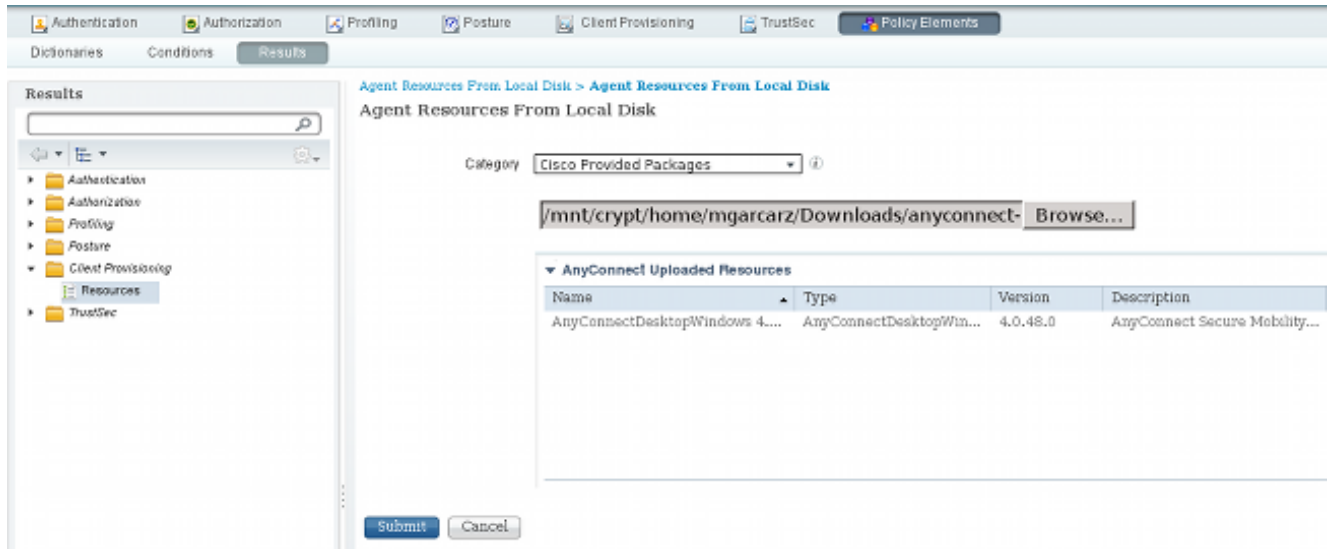 Authentication Authorization Profiling Posture Client Provisioning TrustSec Policy Elements
Dictionaries Conditions Results
Results
Authentication
Authorization
Profiling
Posture
Client Provisioning
Resources
TrustSec
Agent Resources From Local Disk > Agent Resources From Local Disk
Agent Resources From Local Disk
Category Cisco Provided Packages
/mnt/crypt/home/mgarcarz/Downloads/anyconnect- Browse...
AnyConnect Uploaded Resources
Name Type Version Description
AnyConnectDesktopWindows 4.... AnyConnectDesktopWin... 4.0.48.0 AnyConnect Secure Mobility...
Submit Cancel